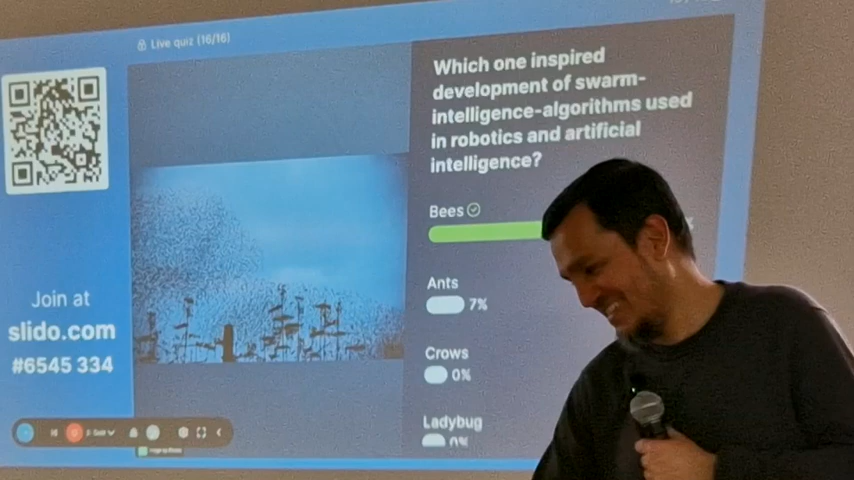 Live quiz (16/16)
Which one inspired
development of swarm-
intelligence-algorithms used
in robotics and artificial
intelligence?
Bees
Ants
7%
Crows
0%
Ladybug
0%
Join at
slido.com
#6545 334